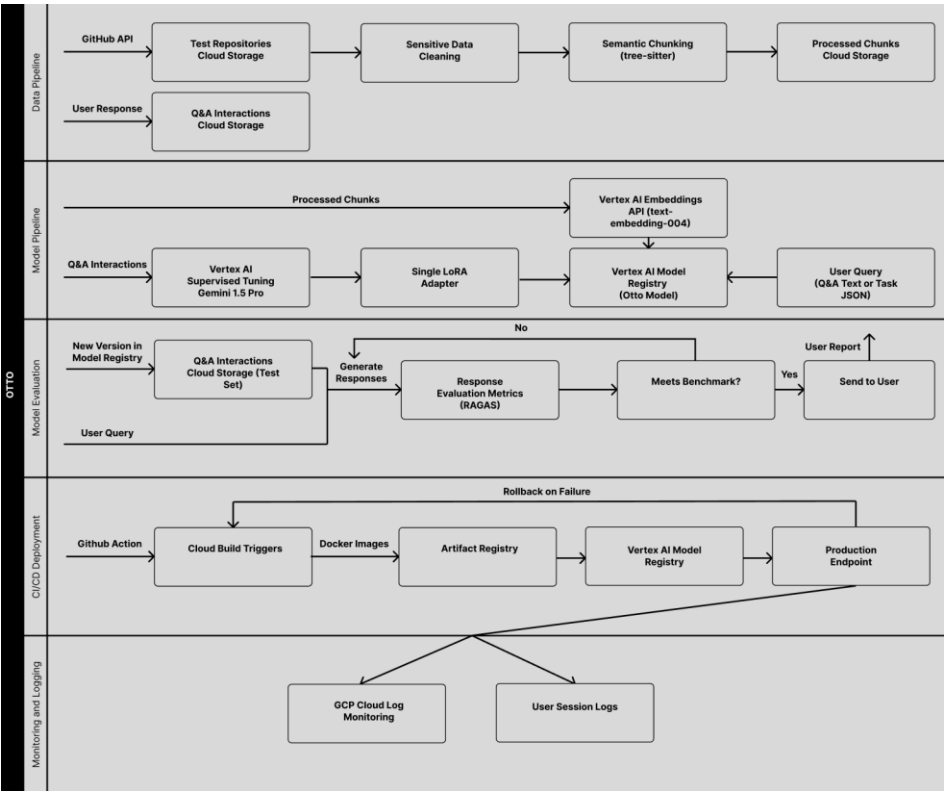 OTTO
Data Pipeline
GitHub API
Test Repositories
Cloud Storage
Sensitive Data
Cleaning
Semantic Chunking
(tree-sitter)
Processed Chunks
Cloud Storage
User Response
Q&A Interactions
Cloud Storage
Model Pipeline
Processed Chunks
Vertex AI Embeddings
API (text-
embedding-004)
Q&A Interactions
Vertex AI
Supervised Tuning
Gemini 1.5 Pro
Single LoRA
Adapter
Vertex AI Model
Registry
(Otto Model)
User Query
(Q&A Text or Task
JSON)
Model Evaluation
No
New Version in
Model Registry
Q&A Interactions
Cloud Storage (Test
Set)
Generate
Responses
Response
Evaluation Metrics
(RAGAS)
Meets Benchmark?
Yes
User Report
Send to User
User Query
CI/CD Deployment
Rollback on Failure
Github Action
Cloud Build Triggers
Docker Images
Artifact Registry
Vertex AI Model
Registry
Production
Endpoint
Monitoring and Logging
GCP Cloud Log
Monitoring
User Session Logs